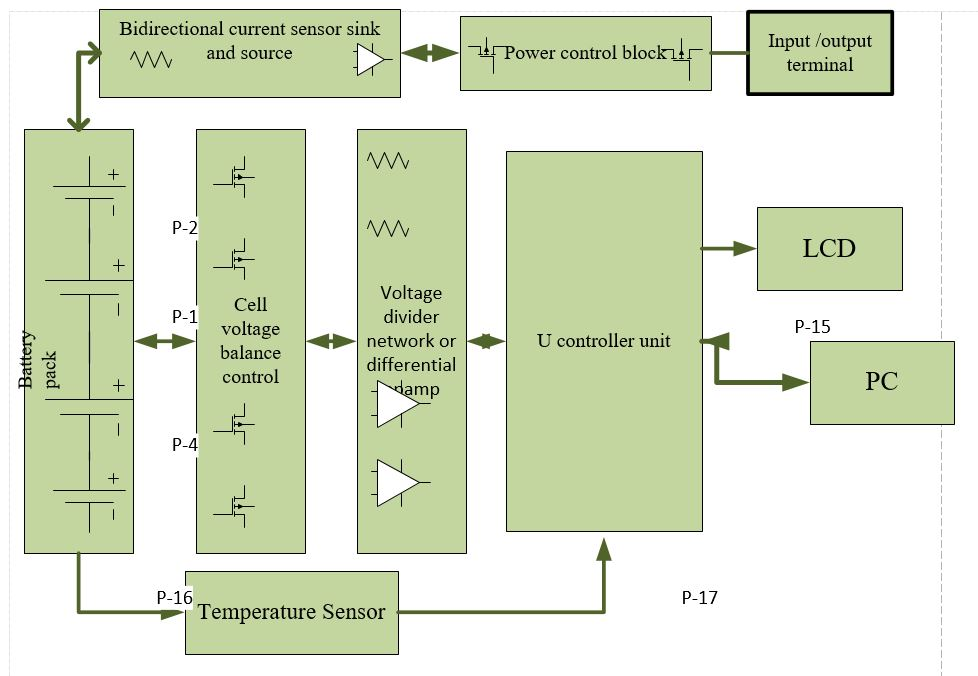 Bidirectional current sensor sink
and source
Power control block
Input /output
terminal
Battery
pack
+
+
+
+
P-2
P-1
P-4
Cell
voltage
balance
control
Voltage
divider
network or
differential
opamp
U controller unit
LCD
P-15
PC
P-16
Temperature Sensor
P-17